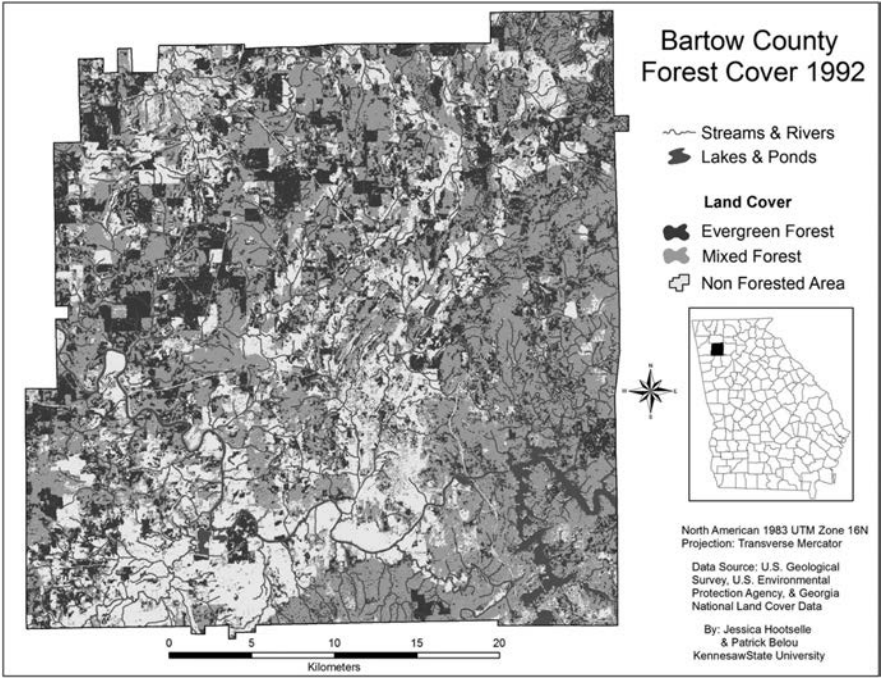 Bartow County
Forest Cover 1992
Streams & Rivers
Lakes & Ponds
Land Cover
Evergreen Forest
Mixed Forest
Non Forested Area
N
W
E
S
North American 1983 UTM Zone 16N
Projection: Transverse Mercator
Data Source: U.S. Geological
Survey, U.S. Environmental
Protection Agency, & Georgia
National Land Cover Data
By: Jessica Hootselle
& Patrick Belou
KennesawState University
0 5 10 15 20
Kilometers